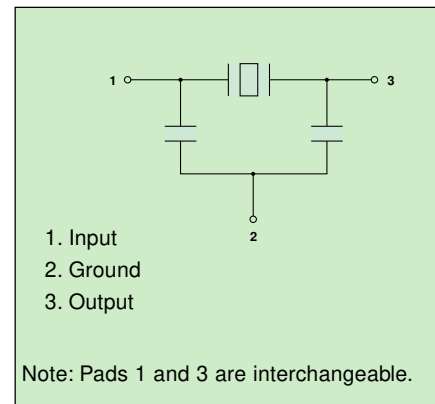 1
3
2
1. Input
2. Ground
3. Output
Note: Pads 1 and 3 are interchangeable.